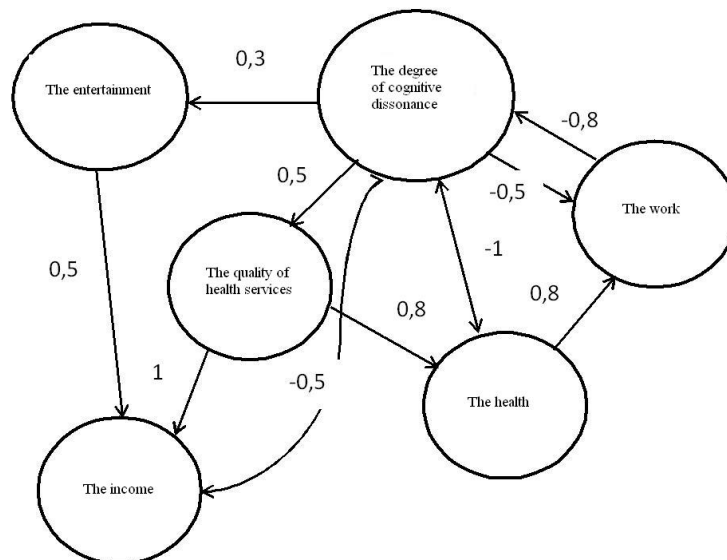 The entertainment
0,3
The degree
of cognitive
dissonance
-0,8
0,5
-0,5
The work
0,5
The quality of
health services
-1
0,8
0,8
1
-0,5
The health
The income